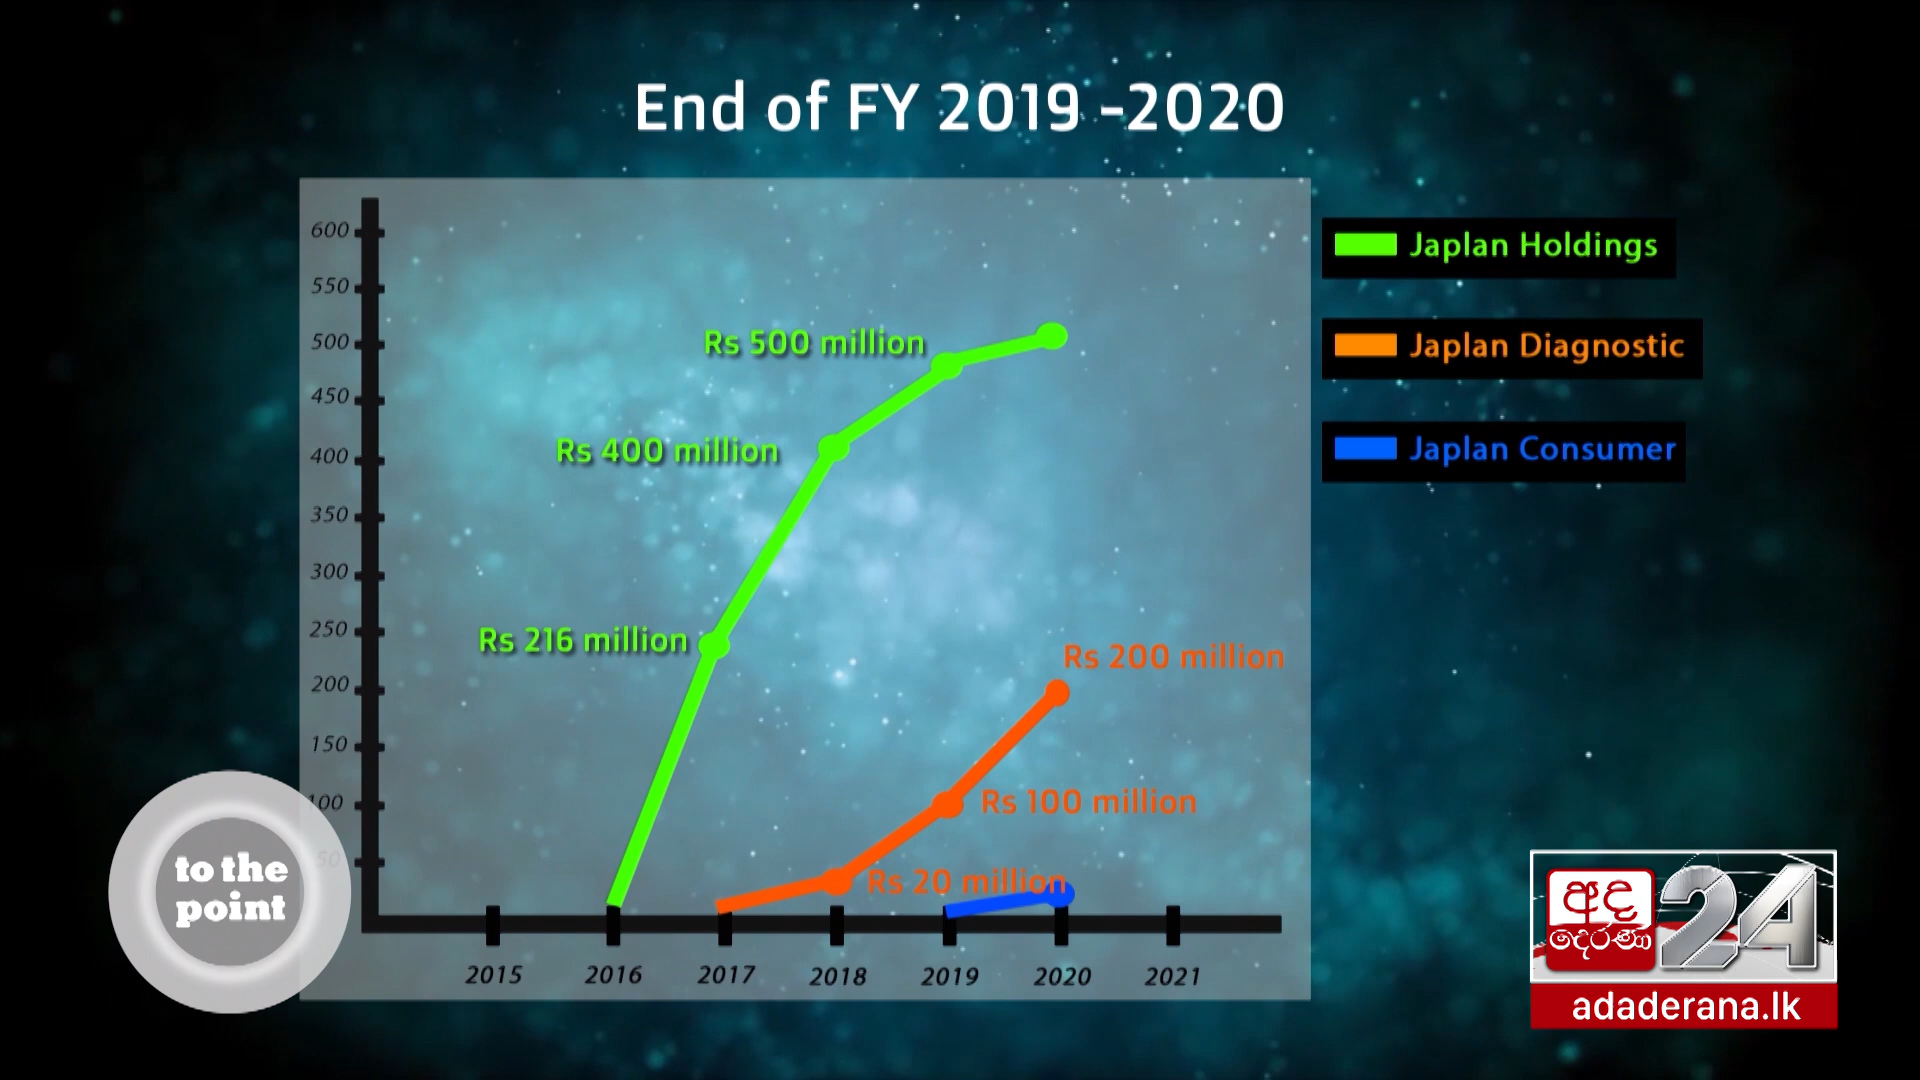 End of FY 2019 -2020
600
550
500
450
400
350
300
250
200
150
100
50
Rs 500 million
Rs 400 million
Rs 216 million
Rs 200 million
Rs 100 million
Rs 20 million
2015 2016 2017 2018 2019 2020 2021
Japlan Holdings
Japlan Diagnostic
Japlan Consumer
to the
point
අද
දෙරණ
24
adaderana.lk